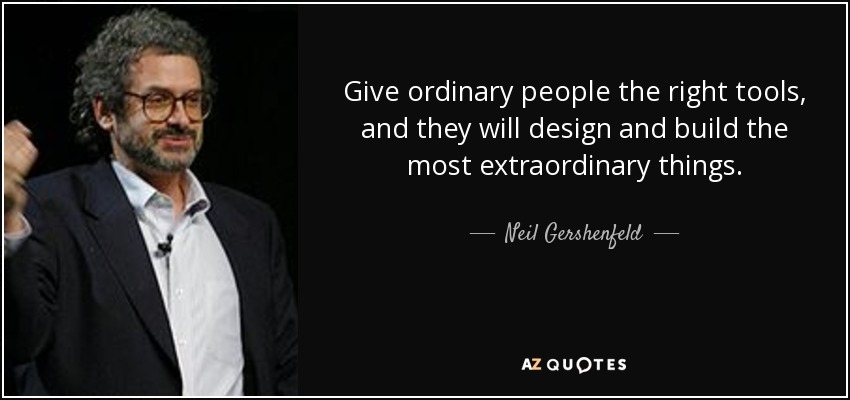 Give ordinary people the right tools,
and they will design and build the
most extraordinary things.
Neil Gershenfeld
AZ QUOTES